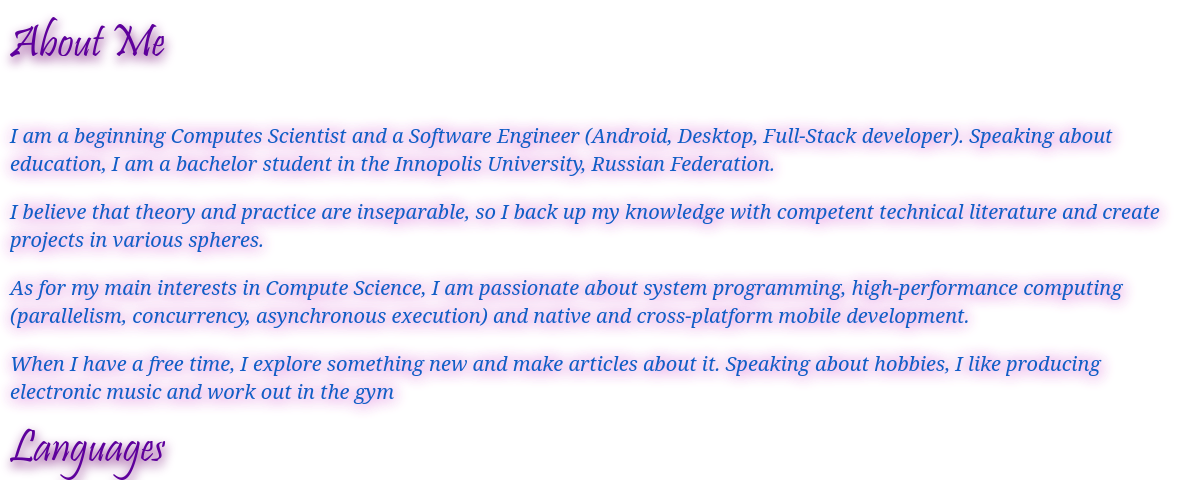 About Me
I am a beginning Computes Scientist and a Software Engineer (Android, Desktop, Full-Stack developer). Speaking about
education, I am a bachelor student in the Innopolis University, Russian Federation.
I believe that theory and practice are inseparable, so I back up my knowledge with competent technical literature and create
projects in various spheres.
As for my main interests in Compute Science, I am passionate about system programming, high-performance computing
(parallelism, concurrency, asynchronous execution) and native and cross-platform mobile development.
When I have a free time, I explore something new and make articles about it. Speaking about hobbies, I like producing
electronic music and work out in the gym
Languages